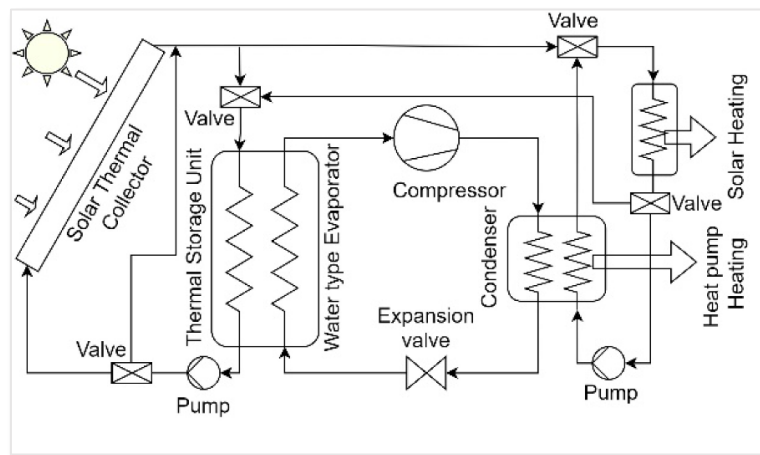 Valve
Valve
Solar Thermal
Collector
Thermal Storage Unit
Water type Evaporator
Compressor
Solar Heating
Valve
Condenser
Heat pump
Heating
Expansion
valve
Valve
Pump
Pump